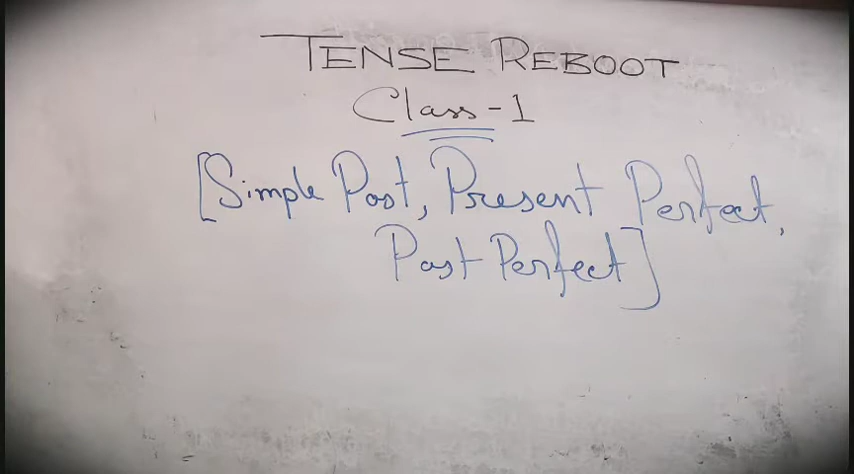 TENSE REBOOT
Class-1
[Simple Past, Present Perfect,
Past Perfect]